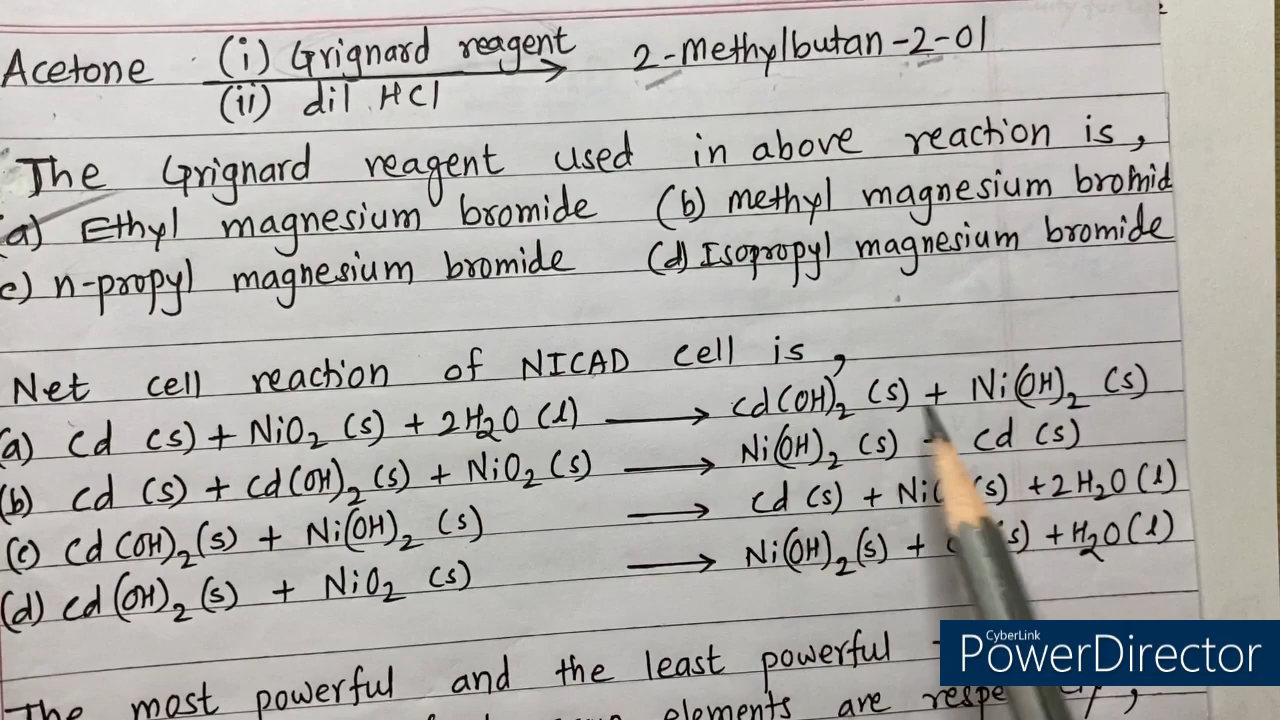 Acetone (i) Grignard reagent 2-methylbutan-2-ol
(ii) dil HCl
The Grignard reagent used in above reaction is,
a) Ethyl magnesium bromide (b) methyl magnesium bromid
c) n-propyl magnesium bromide (d) Isopropyl magnesium bromide
Net cell reaction of NICAD cell is,
(a) Cd (s) + NiO₂ (s) + 2H₂O (l) ⟶ Cd(OH)₂ (s) + Ni(OH)₂ (s)
(b) Cd (s) + Cd(OH)₂ (s) + NiO₂ (s) ⟶ Ni(OH)₂ (s) + Cd (s)
(c) Cd(OH)₂(s) + Ni(OH)₂ (s) ⟶ Cd (s) + Ni (s) + 2H₂O(l)
(d) Cd(OH)₂(s) + NiO₂ (s) ⟶ Ni(OH)₂(s) + (s) + H₂O(l)
The most powerful and the least powerful
elements are
CyberLink
PowerDirector